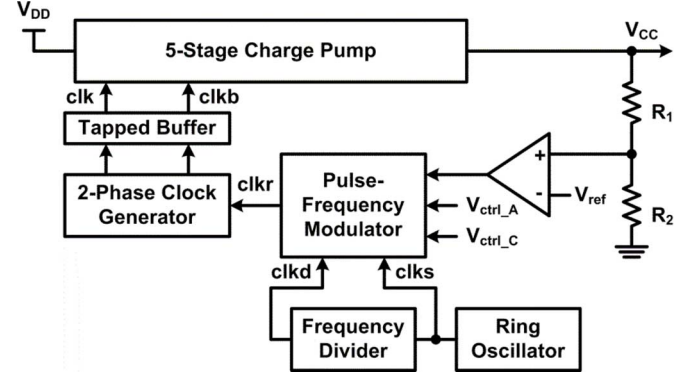 VDD
5-Stage Charge Pump
VCC
clk
clkb
Tapped Buffer
R1
2-Phase Clock
Generator
clkr
Pulse-
Frequency
Modulator
+
-
Vref
Vctrl_A
Vctrl_C
R2
clkd
clks
Frequency
Divider
Ring
Oscillator